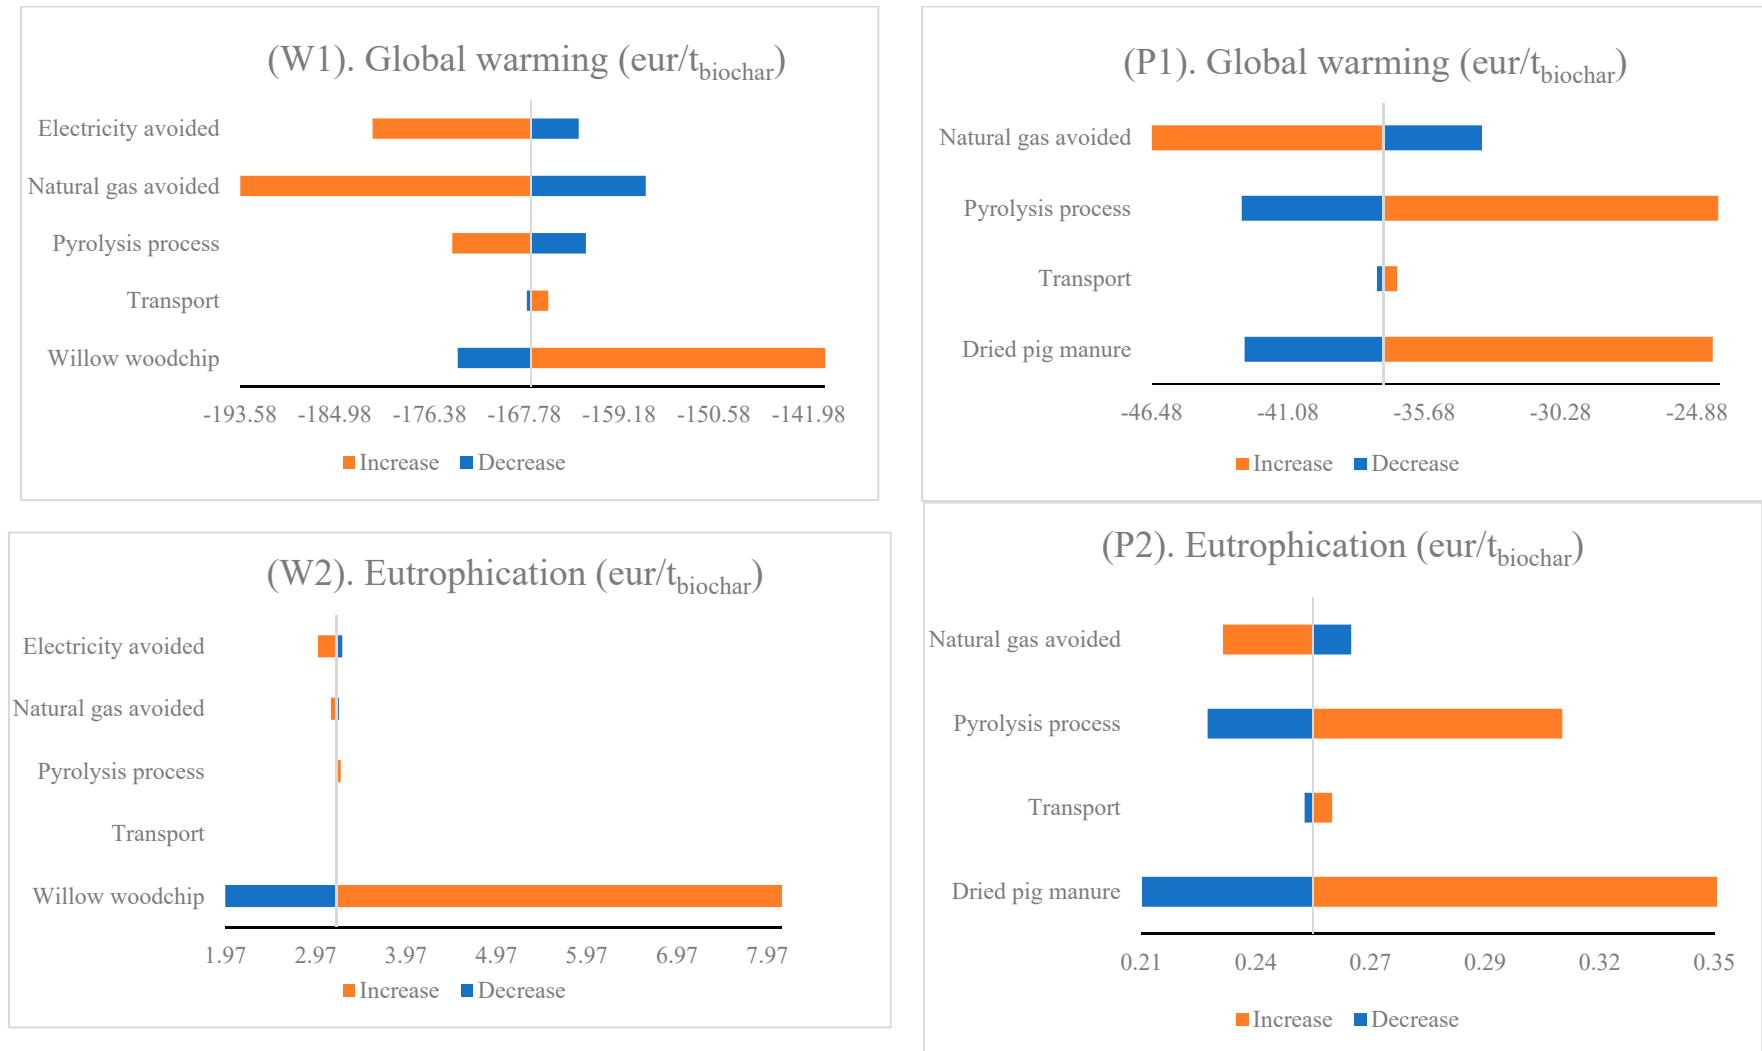 (W1). Global warming (eur/tbiochar)
Electricity avoided
Natural gas avoided
Pyrolysis process
Transport
Willow woodchip
-193.58 -184.98 -176.38 -167.78 -159.18 -150.58 -141.98
Increase Decrease
(P1). Global warming (eur/tbiochar)
Natural gas avoided
Pyrolysis process
Transport
Dried pig manure
-46.48 -41.08 -35.68 -30.28 -24.88
Increase Decrease
(W2). Eutrophication (eur/tbiochar)
Electricity avoided
Natural gas avoided
Pyrolysis process
Transport
Willow woodchip
1.97 2.97 3.97 4.97 5.97 6.97 7.97
Increase Decrease
(P2). Eutrophication (eur/tbiochar)
Natural gas avoided
Pyrolysis process
Transport
Dried pig manure
0.21 0.24 0.27 0.29 0.32 0.35
Increase Decrease